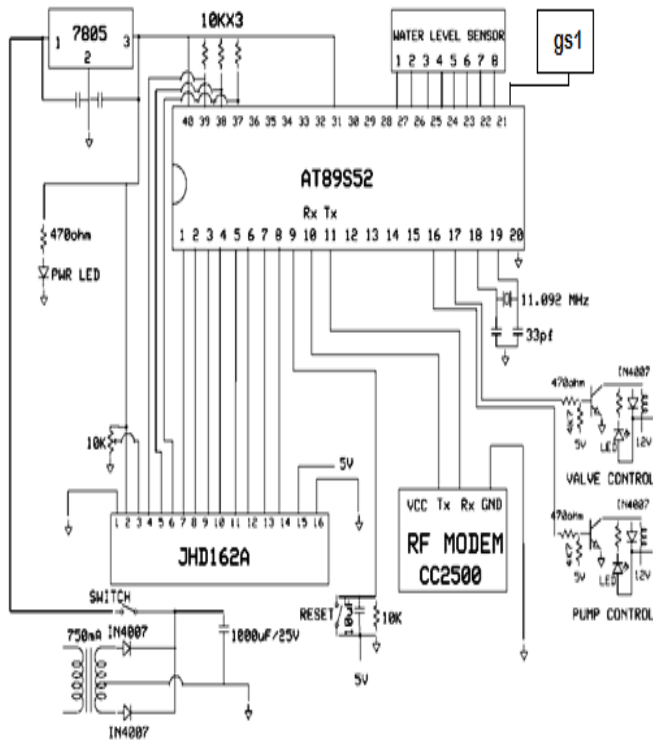 7805
1 3
2
10KX3
WATER LEVEL SENSOR
1 2 3 4 5 6 7 8
gs1
40 39 38 37 36 35 34 33 32 31 30 29 28 27 26 25 24 23 22 21
AT89S52
Rx Tx
1 2 3 4 5 6 7 8 9 10 11 12 13 14 15 16 17 18 19 20
470ohm
PWR LED
11.092 MHz
33pf
10K
470ohm
4K7
5V
LED
IN4007
12V
VALVE CONTROL
5V
1 2 3 4 5 6 7 8 9 10 11 12 13 14 15 16
JHD162A
VCC Tx Rx GND
RF MODEM
CC2500
470ohm
4K7
5V
LED
IN4007
12V
PUMP CONTROL
SWITCH
750mA
IN4007
1000uF/25V
IN4007
RESET
10uF
10K
5V